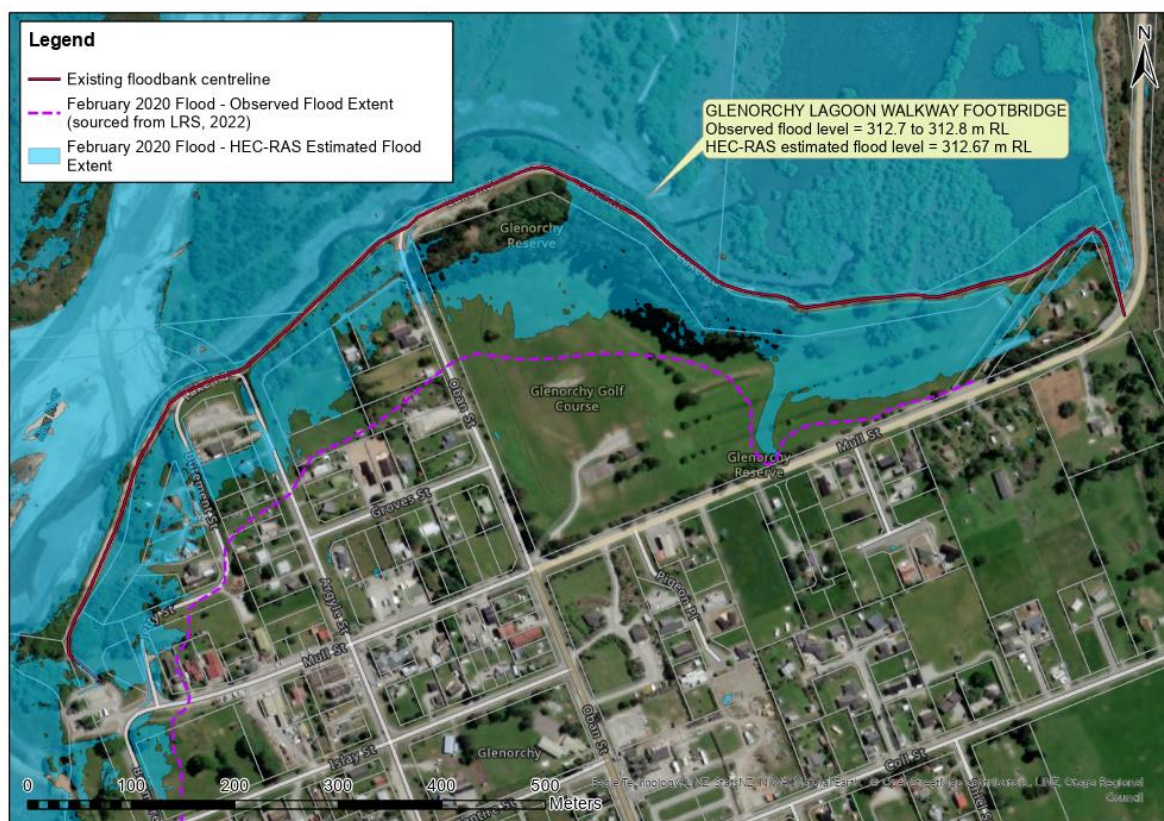 Legend
Existing floodbank centreline
February 2020 Flood - Observed Flood Extent
(sourced from LRS, 2022)
February 2020 Flood - HEC-RAS Estimated Flood
Extent
N
GLENORCHY LAGOON WALKWAY FOOTBRIDGE
Observed flood level = 312.7 to 312.8 m RL
HEC-RAS estimated flood level = 312.67 m RL
Glenorchy
Reserve
Oban St
Glenorchy Golf
Course
Glenorchy
Reserve
Mull St
Groves St
Argyle St
Mull St
Pigeon Pl
Islay St
Glenorchy
Oban St
Coll St
0 100 200 300 400 500
Meters
Council